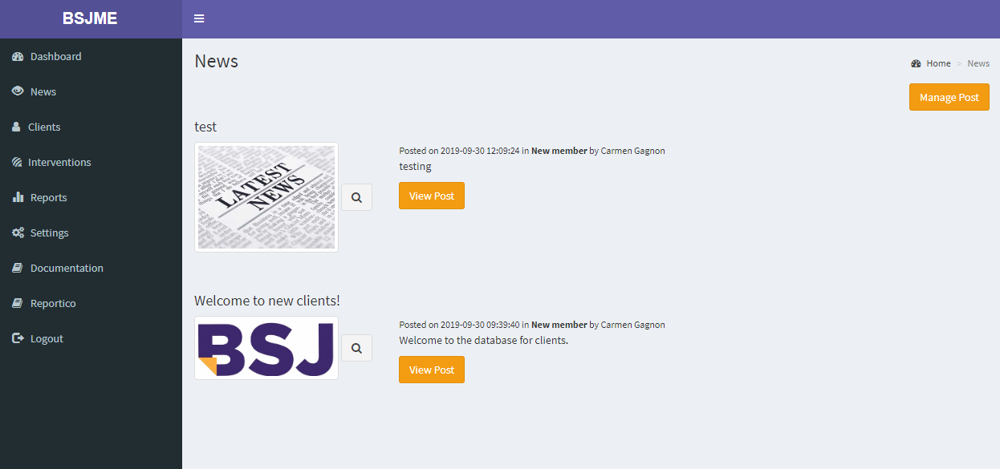 BSJME
Dashboard
News
Clients
Interventions
Reports
Settings
Documentation
Reportico
Logout
News
Home > News
Manage Post
test
LATEST
NEWS
Posted on 2019-09-30 12:09:24 in New member by Carmen Gagnon
testing
View Post
Welcome to new clients!
BSJ
Posted on 2019-09-30 09:39:40 in New member by Carmen Gagnon
Welcome to the database for clients.
View Post